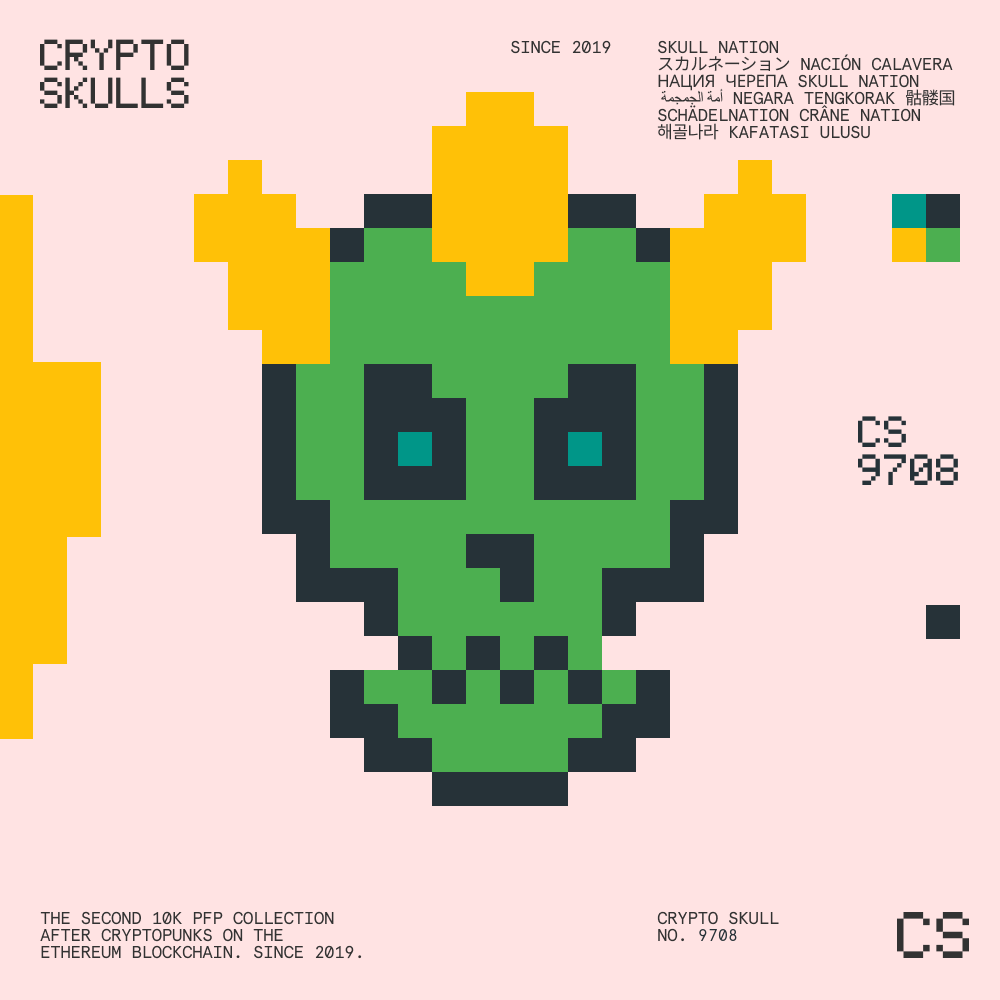 CRYPTO
SKULLS
SINCE 2019
SKULL NATION
スカルネーション NACIÓN CALAVERA
НАЦИЯ ЧЕРЕПА SKULL NATION
أمة الجمجمة NEGARA TENGKORAK 骷髅国
SCHÄDELNATION CRÂNE NATION
해골나라 KAFATASI ULUSU
CS
9708
THE SECOND 10K PFP COLLECTION
AFTER CRYPTOPUNKS ON THE
ETHEREUM BLOCKCHAIN. SINCE 2019.
CRYPTO SKULL
NO. 9708
CS